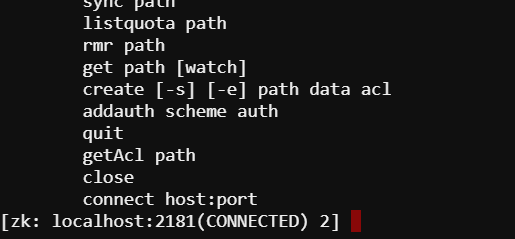 sync path
listquota path
rmr path
get path [watch]
create [-s] [-e] path data acl
addauth scheme auth
quit
getAcl path
close
connect host:port
[zk: localhost:2181(CONNECTED) 2]